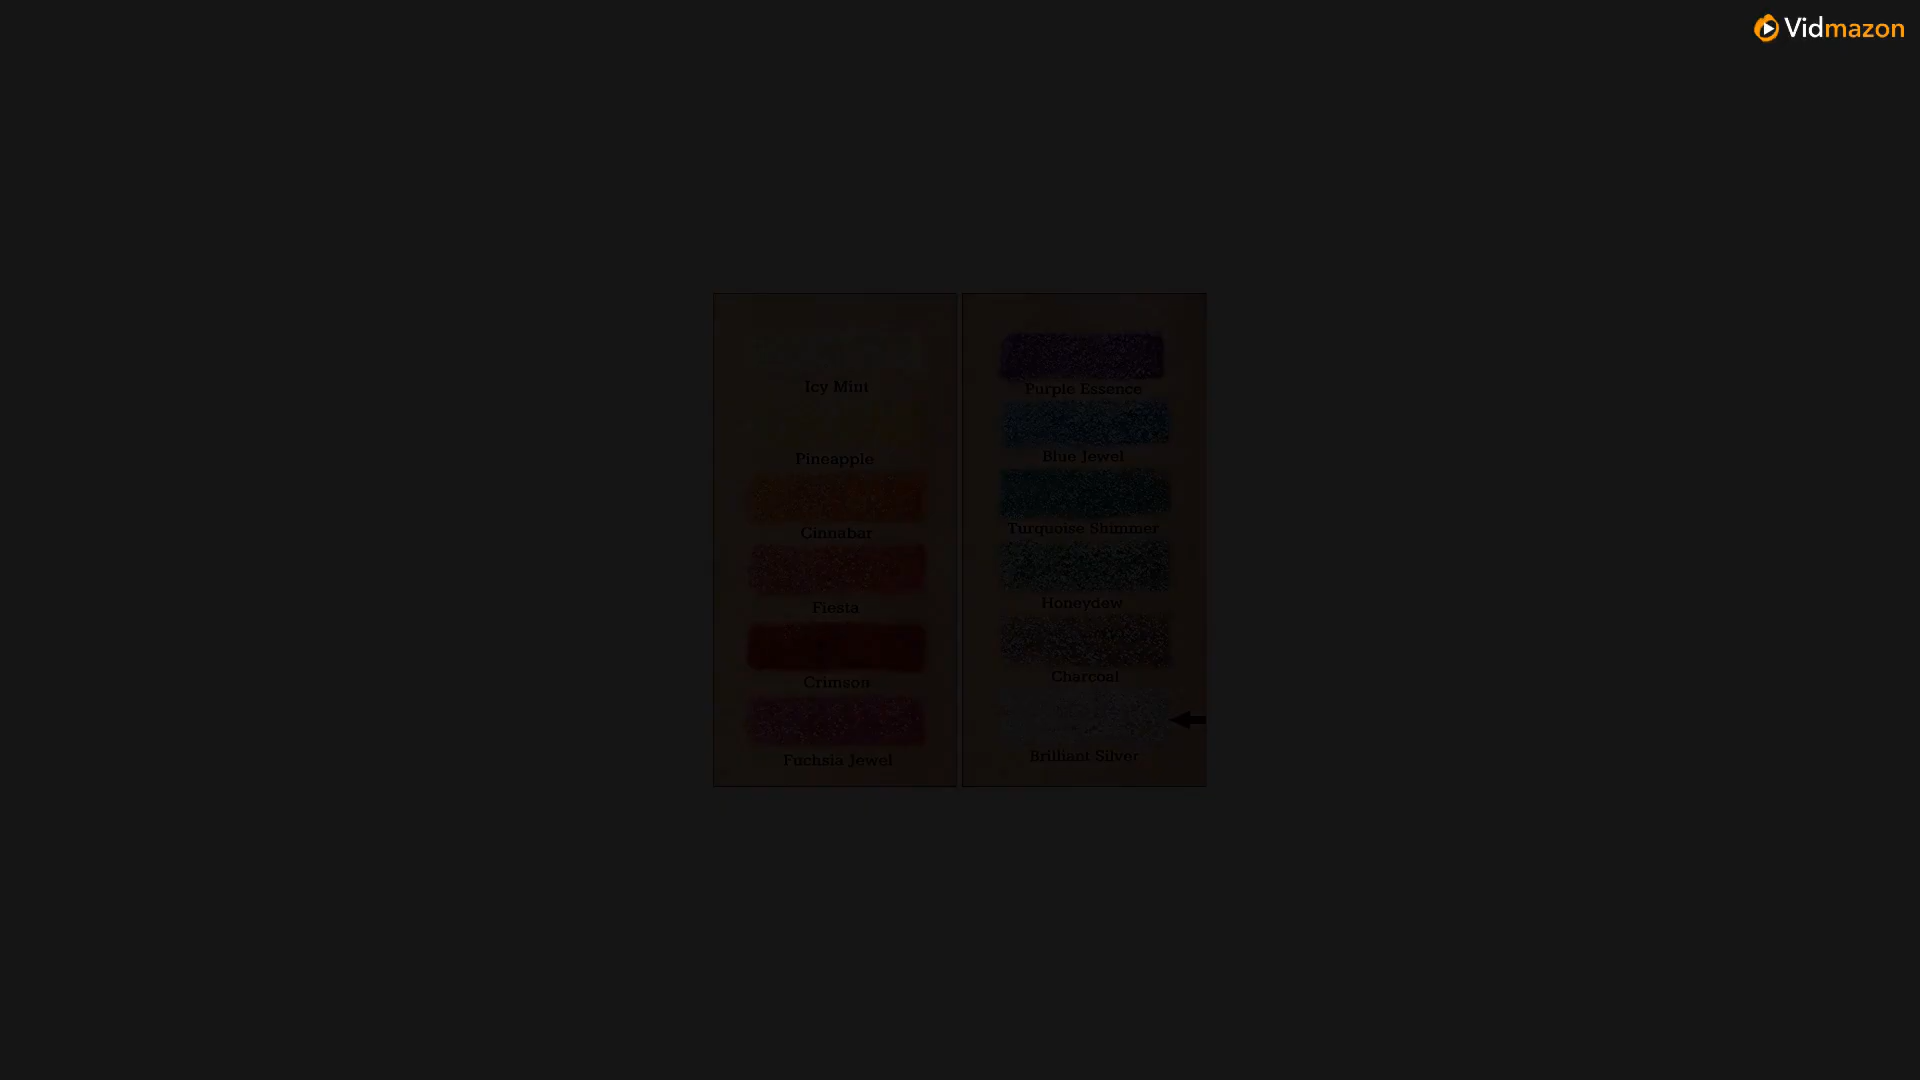 Vidmazon
Icy Mint
Pineapple
Cinnabar
Fiesta
Crimson
Fuchsia Jewel
Purple Essence
Blue Jewel
Turquoise Shimmer
Honeydew
Charcoal
Brilliant Silver